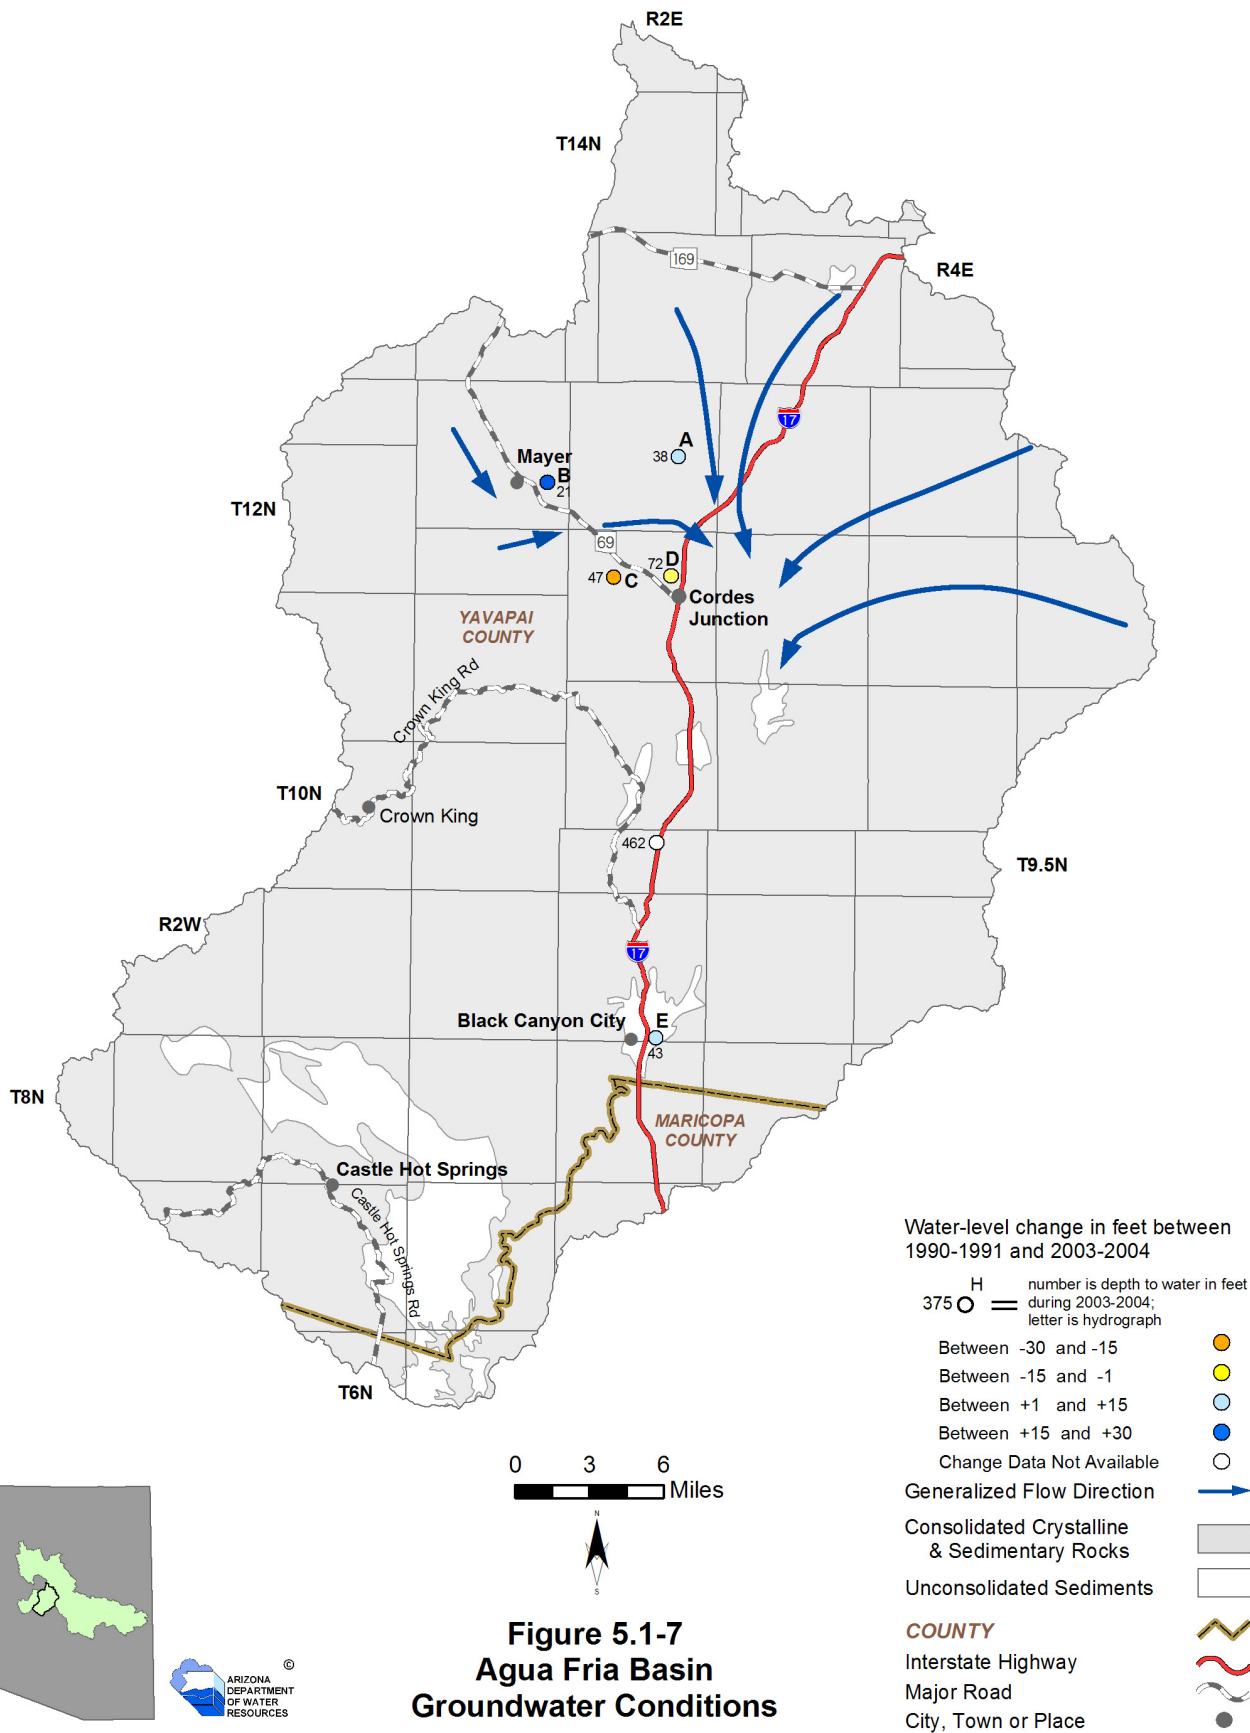 R2E
T14N
169
R4E
17
A
38
Mayer
B
21
T12N
69
72
D
47
C
Cordes
Junction
YAVAPAI
COUNTY
Crown King Rd
T10N
Crown King
462
T9.5N
R2W
17
Black Canyon City
E
43
T8N
MARICOPA
COUNTY
Castle Hot Springs
Castle Hot Springs Rd
T6N
Water-level change in feet between
1990-1991 and 2003-2004
H
375
number is depth to water in feet
during 2003-2004;
letter is hydrograph
Between -30 and -15
Between -15 and -1
Between +1 and +15
Between +15 and +30
Change Data Not Available
Generalized Flow Direction
Consolidated Crystalline
& Sedimentary Rocks
Unconsolidated Sediments
COUNTY
Interstate Highway
Major Road
City, Town or Place
0 3 6
Miles
N
S
Figure 5.1-7
Agua Fria Basin
Groundwater Conditions
©
ARIZONA
DEPARTMENT
OF WATER
RESOURCES